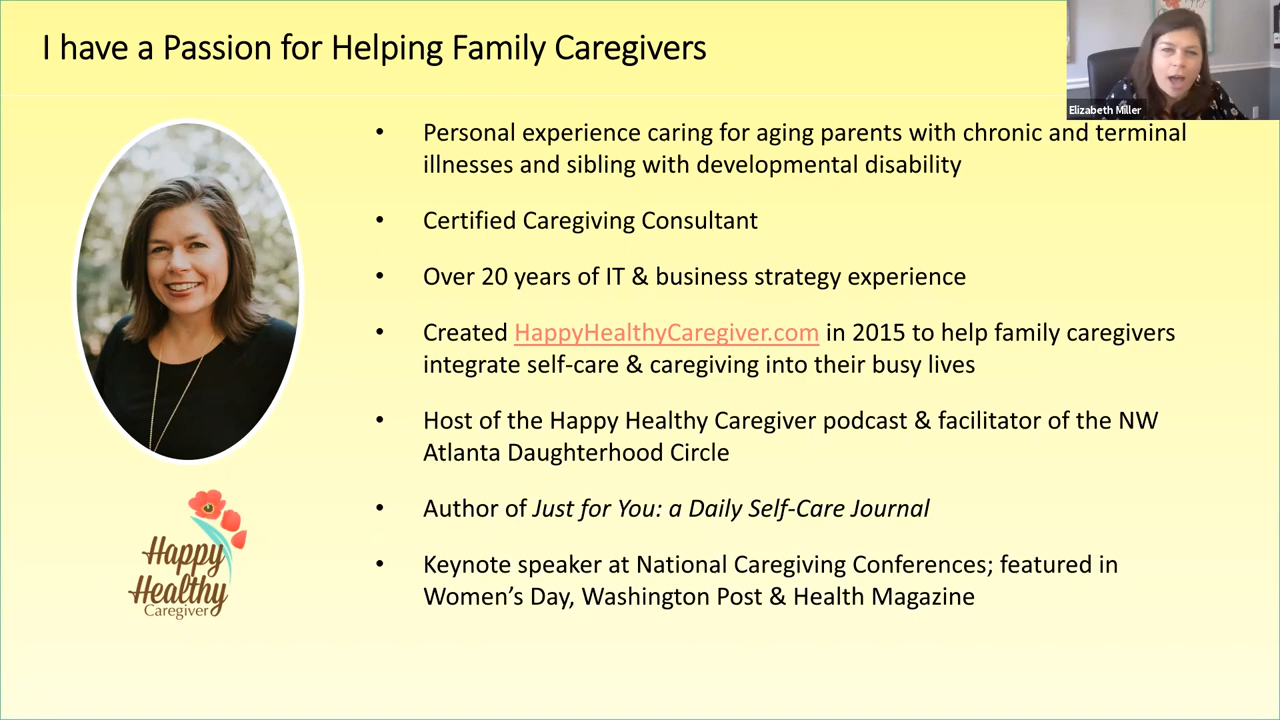 I have a Passion for Helping Family Caregivers
Elizabeth Miller
• Personal experience caring for aging parents with chronic and terminal
illnesses and sibling with developmental disability
• Certified Caregiving Consultant
• Over 20 years of IT & business strategy experience
• Created HappyHealthyCaregiver.com in 2015 to help family caregivers
integrate self-care & caregiving into their busy lives
• Host of the Happy Healthy Caregiver podcast & facilitator of the NW
Atlanta Daughterhood Circle
• Author of Just for You: a Daily Self-Care Journal
• Keynote speaker at National Caregiving Conferences; featured in
Women’s Day, Washington Post & Health Magazine
Happy
Healthy
Caregiver